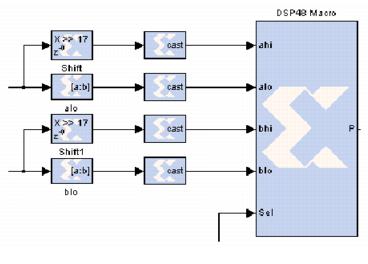 DSP48 Macro
X >> 17
z-0
cast
ahi
Shift
[a:b]
cast
alo
alo
X >> 17
z-0
cast
bhi
P
Shift1
[a:b]
cast
blo
blo
Sel